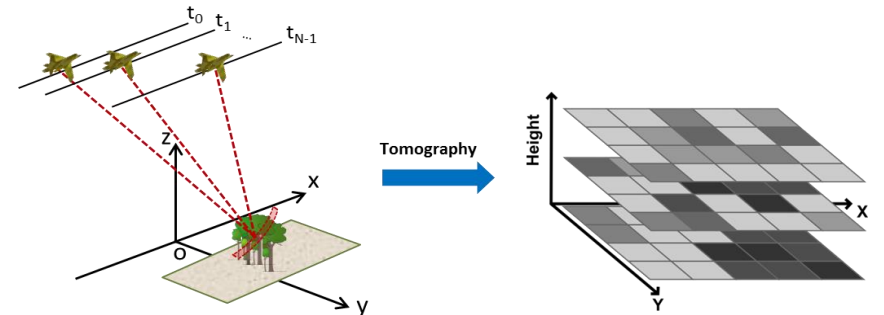 t0
t1
...
tN-1
Z
X
O
y
Tomography
Height
X
Y